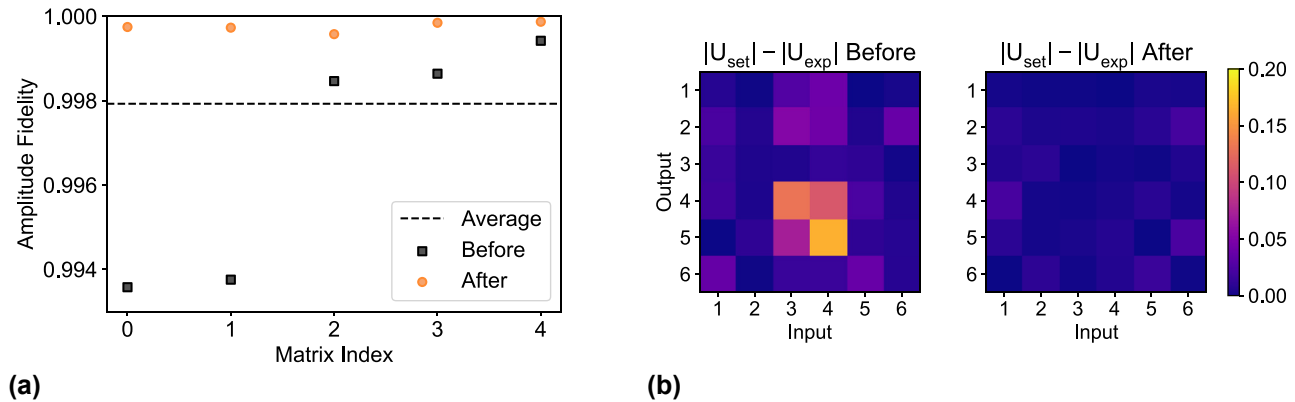 1.000
0.998
0.996
0.994
Amplitude Fidelity
Average
Before
After
0 1 2 3 4
Matrix Index
(a)
|U_set| − |U_exp| Before
1
2
3
4
5
6
Output
1 2 3 4 5 6
Input
|U_set| − |U_exp| After
1
2
3
4
5
6
1 2 3 4 5 6
Input
0.20
0.15
0.10
0.05
0.00
(b)